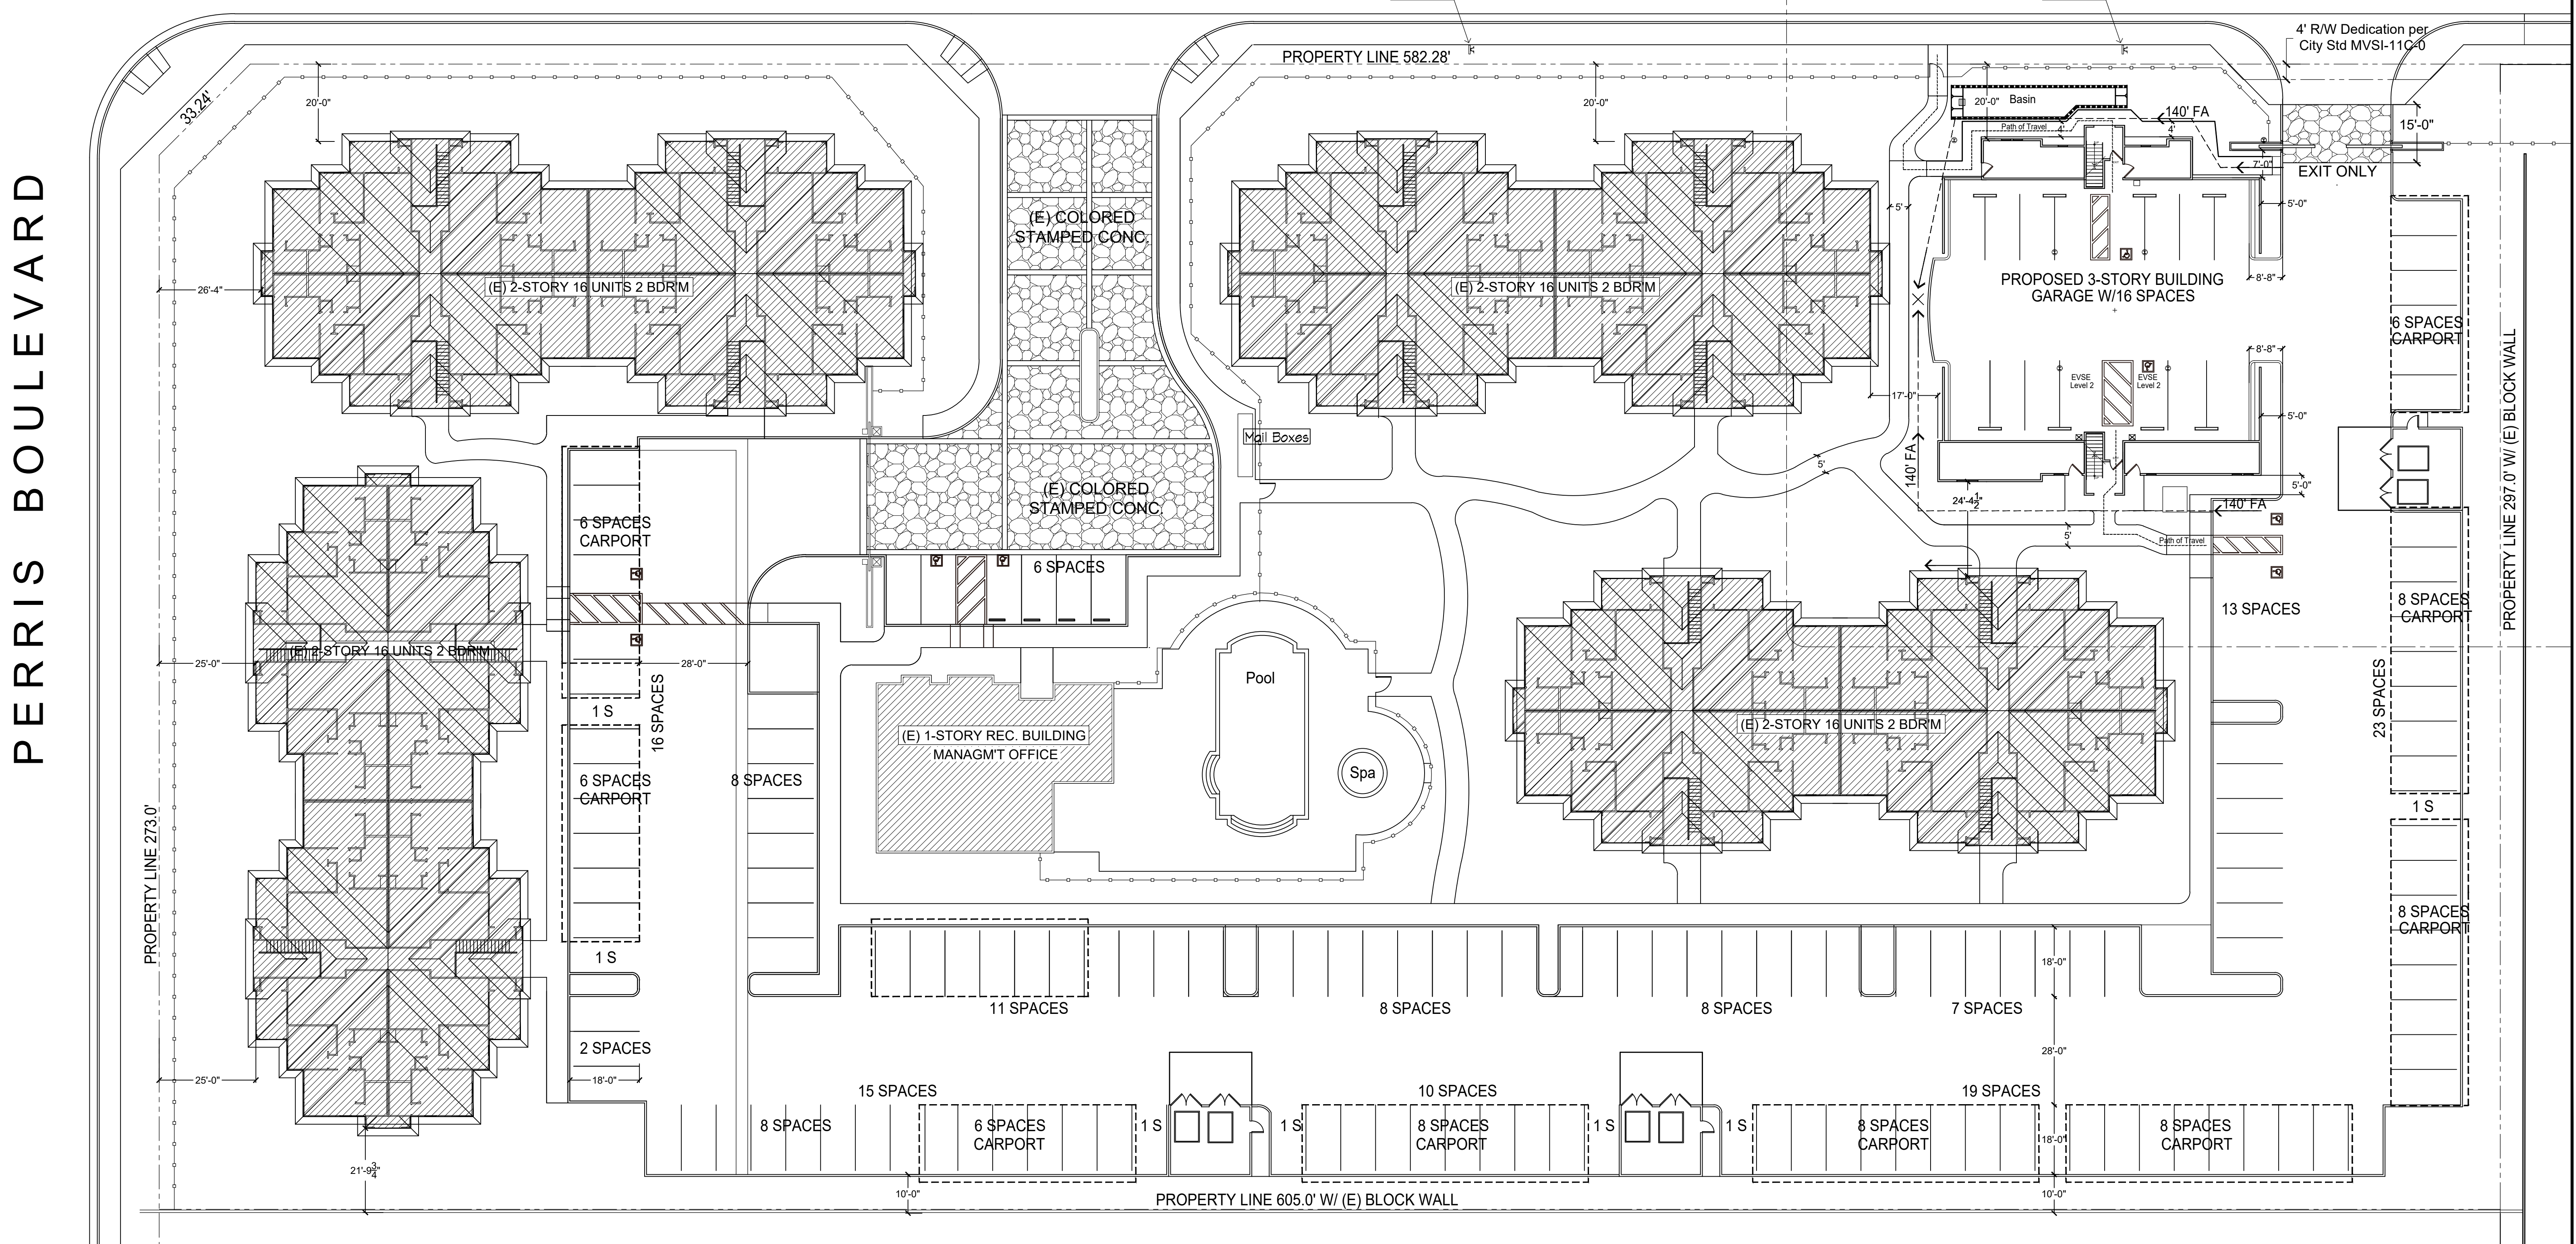 4' R/W Dedication per
City Std MVSI-11C-0
PROPERTY LINE 582.28'
33.24'
20'-0"
20'-0"
20'-0"
Basin
140' FA
Path of Travel
4'
4'
15'-0"
7'-0"
EXIT ONLY
PERRIS BOULEVARD
(E) COLORED
STAMPED CONC.
5'
5'-0"
26'-4"
(E) 2-STORY 16 UNITS 2 BDR'M
(E) 2-STORY 16 UNITS 2 BDR'M
PROPOSED 3-STORY BUILDING
GARAGE W/16 SPACES
8'-8"
6 SPACES
CARPORT
8'-8"
EVSE
Level 2
EVSE
Level 2
17'-0"
5'-0"
PROPERTY LINE 297.0' W/ (E) BLOCK WALL
Mail Boxes
140' FA
5'
(E) COLORED
STAMPED CONC.
24'-4 1/2"
5'-0"
140' FA
6 SPACES
CARPORT
6 SPACES
5'
Path of Travel
13 SPACES
8 SPACES
CARPORT
(E) 2-STORY 16 UNITS 2 BDR'M
25'-0"
28'-0"
16 SPACES
Pool
23 SPACES
1 S
(E) 1-STORY REC. BUILDING
MANAGM'T OFFICE
(E) 2-STORY 16 UNITS 2 BDR'M
6 SPACES
CARPORT
8 SPACES
Spa
1 S
PROPERTY LINE 273.0'
8 SPACES
CARPORT
1 S
18'-0"
11 SPACES
8 SPACES
8 SPACES
7 SPACES
2 SPACES
28'-0"
25'-0"
18'-0"
15 SPACES
10 SPACES
19 SPACES
8 SPACES
6 SPACES
CARPORT
1 S
1 S
8 SPACES
CARPORT
1 S
1 S
8 SPACES
CARPORT
18'-0"
8 SPACES
CARPORT
21'-9 3/4"
10'-0"
PROPERTY LINE 605.0' W/ (E) BLOCK WALL
10'-0"